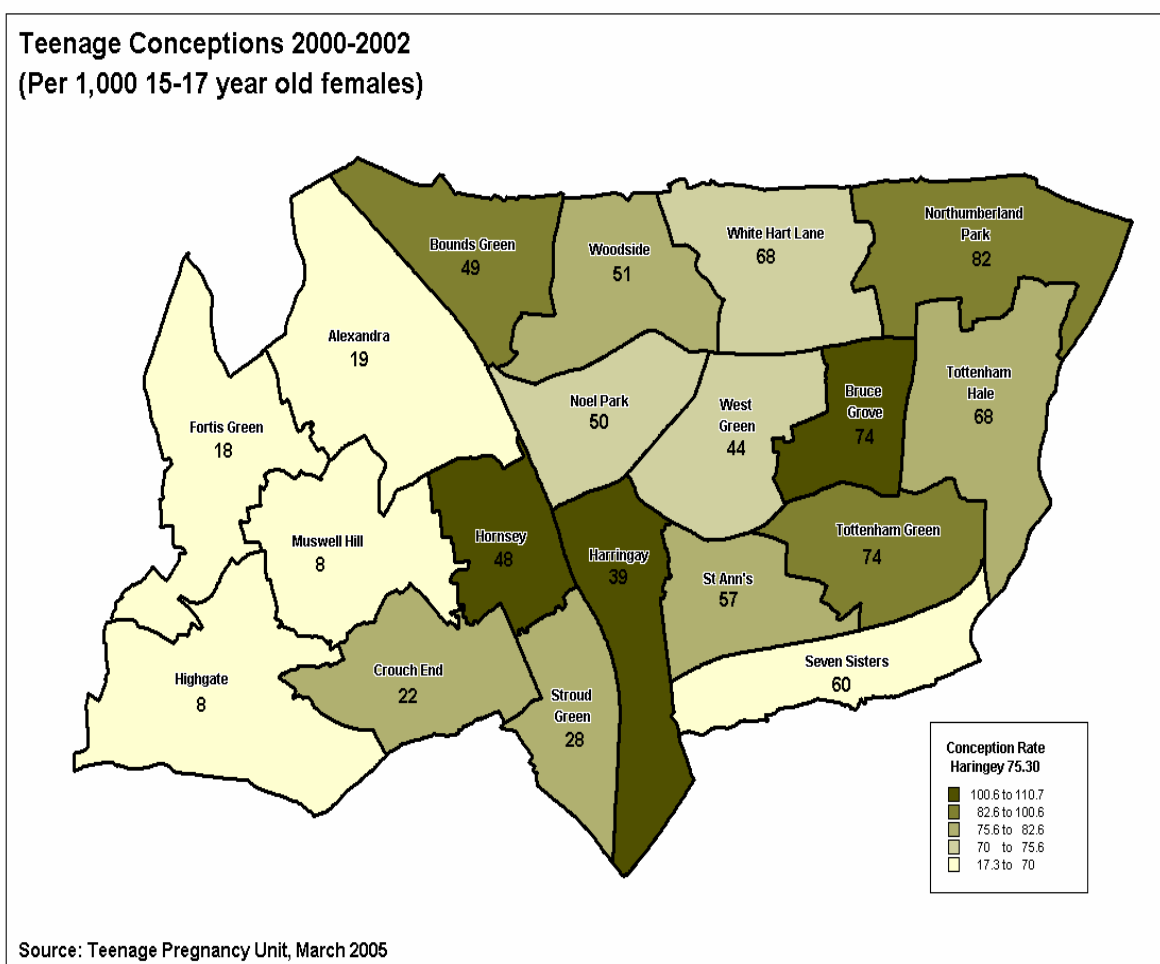 Teenage Conceptions 2000-2002
(Per 1,000 15-17 year old females)
Bounds Green
49
Woodside
51
White Hart Lane
68
Northumberland
Park
82
Alexandra
19
Fortis Green
18
Noel Park
50
West
Green
44
Bruce
Grove
74
Tottenham
Hale
68
Muswell Hill
8
Hornsey
48
Harringay
39
St Ann's
57
Tottenham Green
74
Highgate
8
Crouch End
22
Stroud
Green
28
Seven Sisters
60
Conception Rate
Haringey 75.30
100.6 to 110.7
82.6 to 100.6
75.6 to 82.6
70 to 75.6
17.3 to 70
Source: Teenage Pregnancy Unit, March 2005